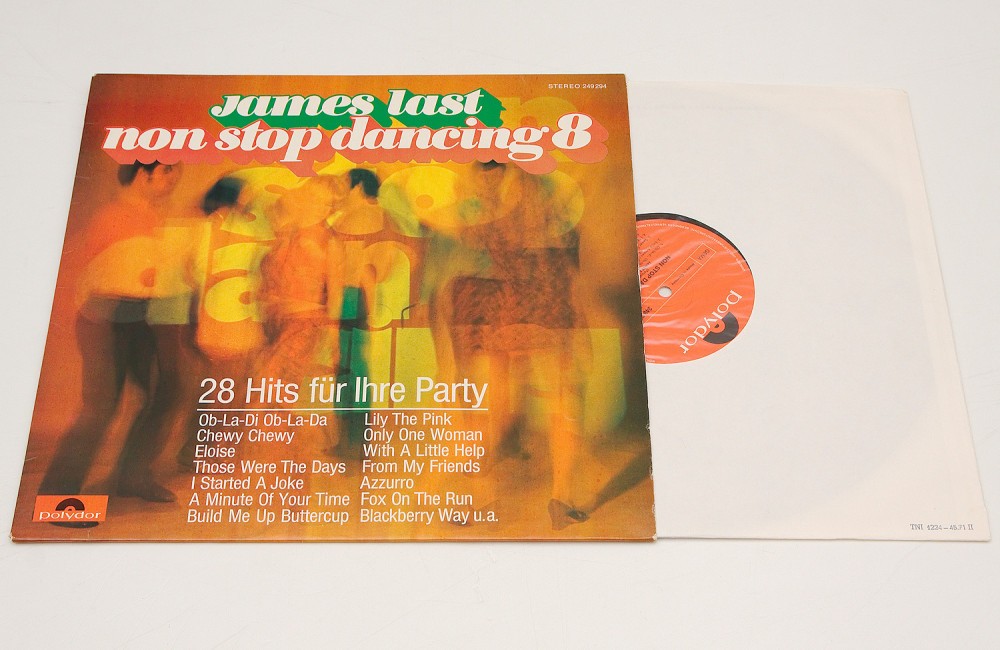 STEREO 249 294
James last
non stop dancing 8
28 Hits für Ihre Party
Ob-La-Di Ob-La-Da
Chewy Chewy
Eloise
Those Were The Days
I Started A Joke
A Minute Of Your Time
Build Me Up Buttercup
Lily The Pink
Only One Woman
With A Little Help
From My Friends
Azzurro
Fox On The Run
Blackberry Way u.a.
polydor
NON STOP
polydor